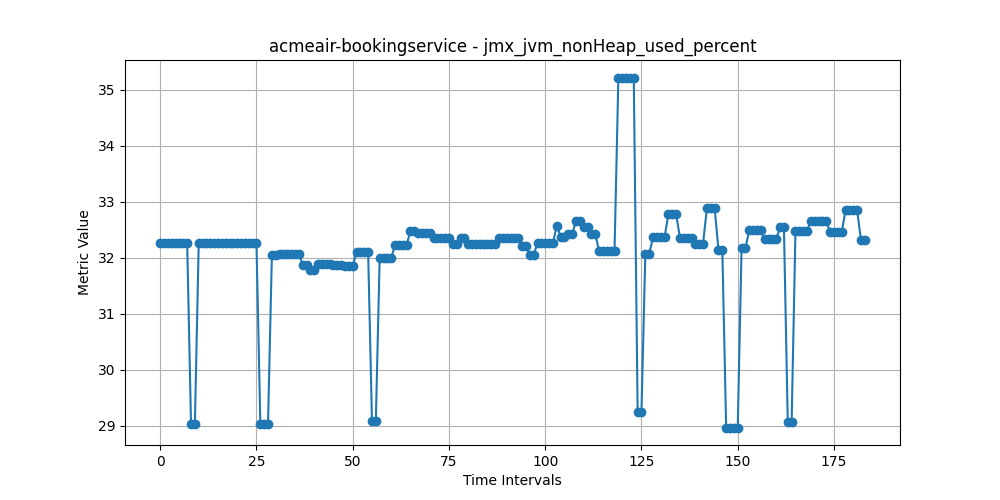 acmeair-bookingservice - jmx_jvm_nonHeap_used_percent
35
34
33
32
31
30
29
Metric Value
0 25 50 75 100 125 150 175
Time Intervals